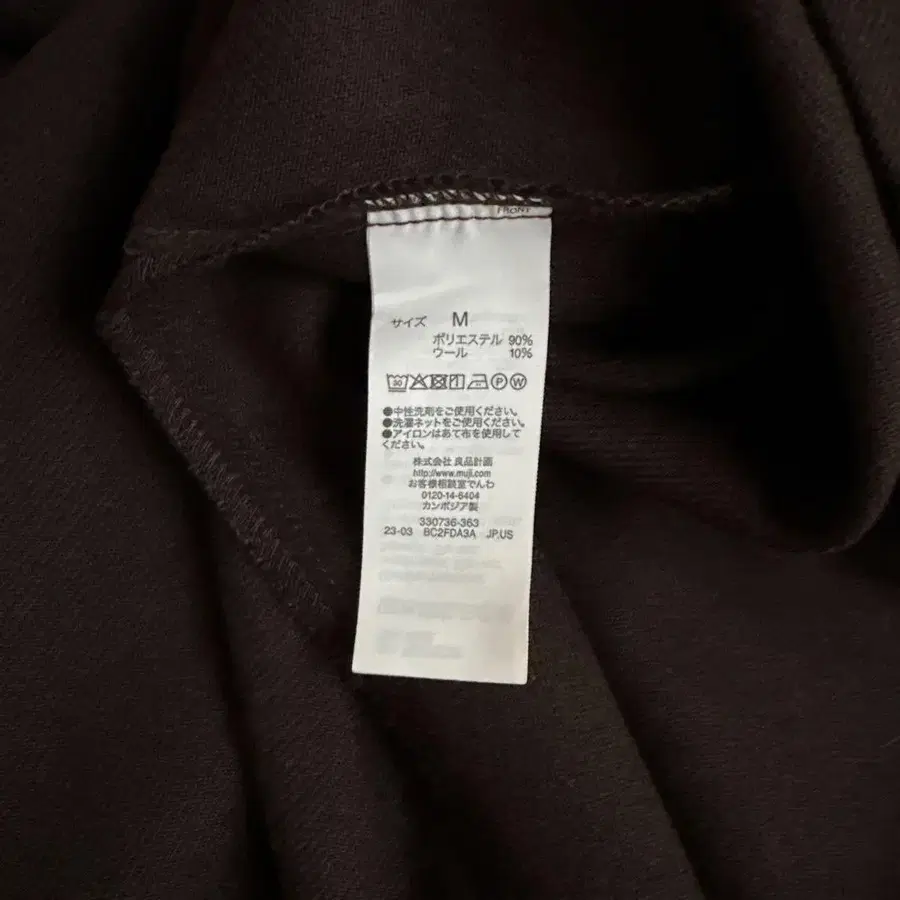 FRONT
サイズ M
ポリエステル 90%
ウール 10%
30 P W
●中性洗剤をご使用ください。
●洗濯ネットをご使用ください。
●アイロンはあて布を使用して
ください。
株式会社 良品計画
http://www.muji.com
お客様相談室でんわ
0120-14-6404
カンボジア製
330736-363
23-03 BC2FDA3A JP,US